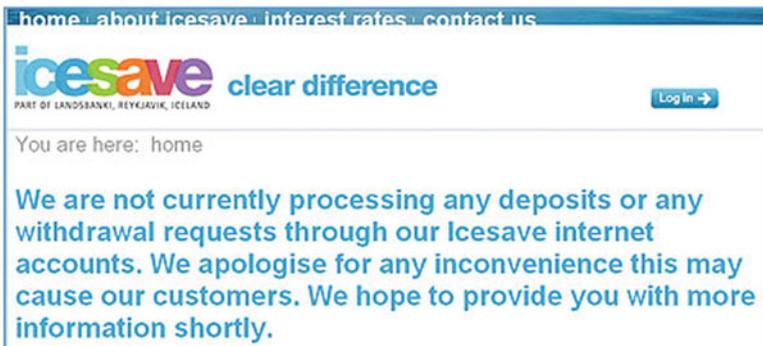 home about icesave interest rates contact us
icesave clear difference
PART OF LANDSBANKI, REYKJAVIK, ICELAND
Log in
You are here: home
We are not currently processing any deposits or any
withdrawal requests through our Icesave internet
accounts. We apologise for any inconvenience this may
cause our customers. We hope to provide you with more
information shortly.